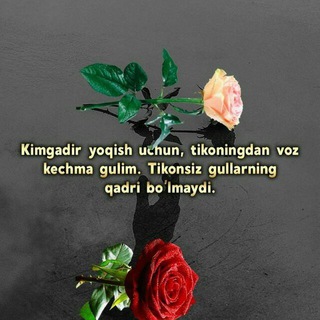 Kimgadir yoqish uchun, tikoningdan voz
kechma gulim. Tikonsiz gullarning
qadri bo'lmaydi.